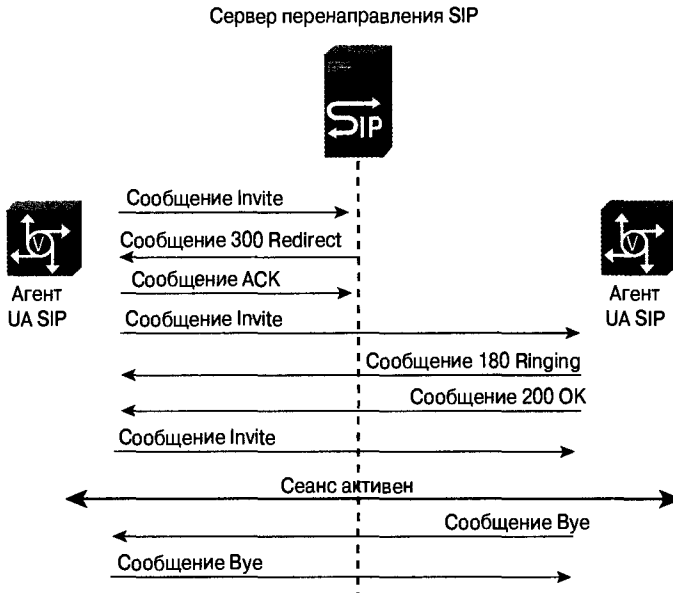 Сервер перенаправления SIP
SIP
Сообщение Invite
Сообщение 300 Redirect
Сообщение ACK
Сообщение Invite
Сообщение 180 Ringing
Сообщение 200 OK
Сообщение Invite
Сеанс активен
Сообщение Bye
Сообщение Bye
V
Агент
UA SIP
V
Агент
UA SIP